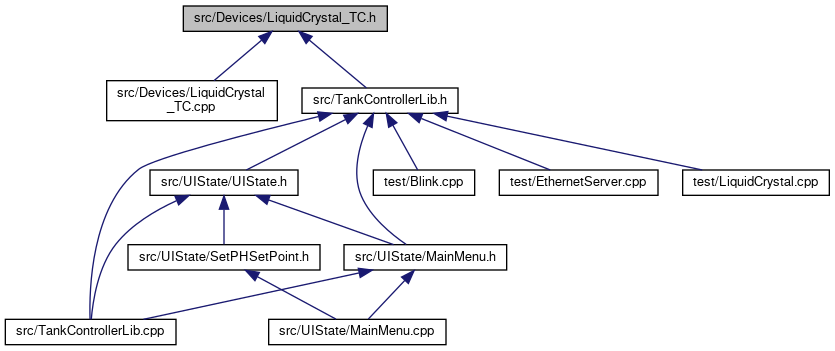 src/Devices/LiquidCrystal_TC.h
src/Devices/LiquidCrystal
_TC.cpp
src/TankControllerLib.h
src/UIState/UIState.h
test/Blink.cpp
test/EthernetServer.cpp
test/LiquidCrystal.cpp
src/UIState/SetPHSetPoint.h
src/UIState/MainMenu.h
src/TankControllerLib.cpp
src/UIState/MainMenu.cpp